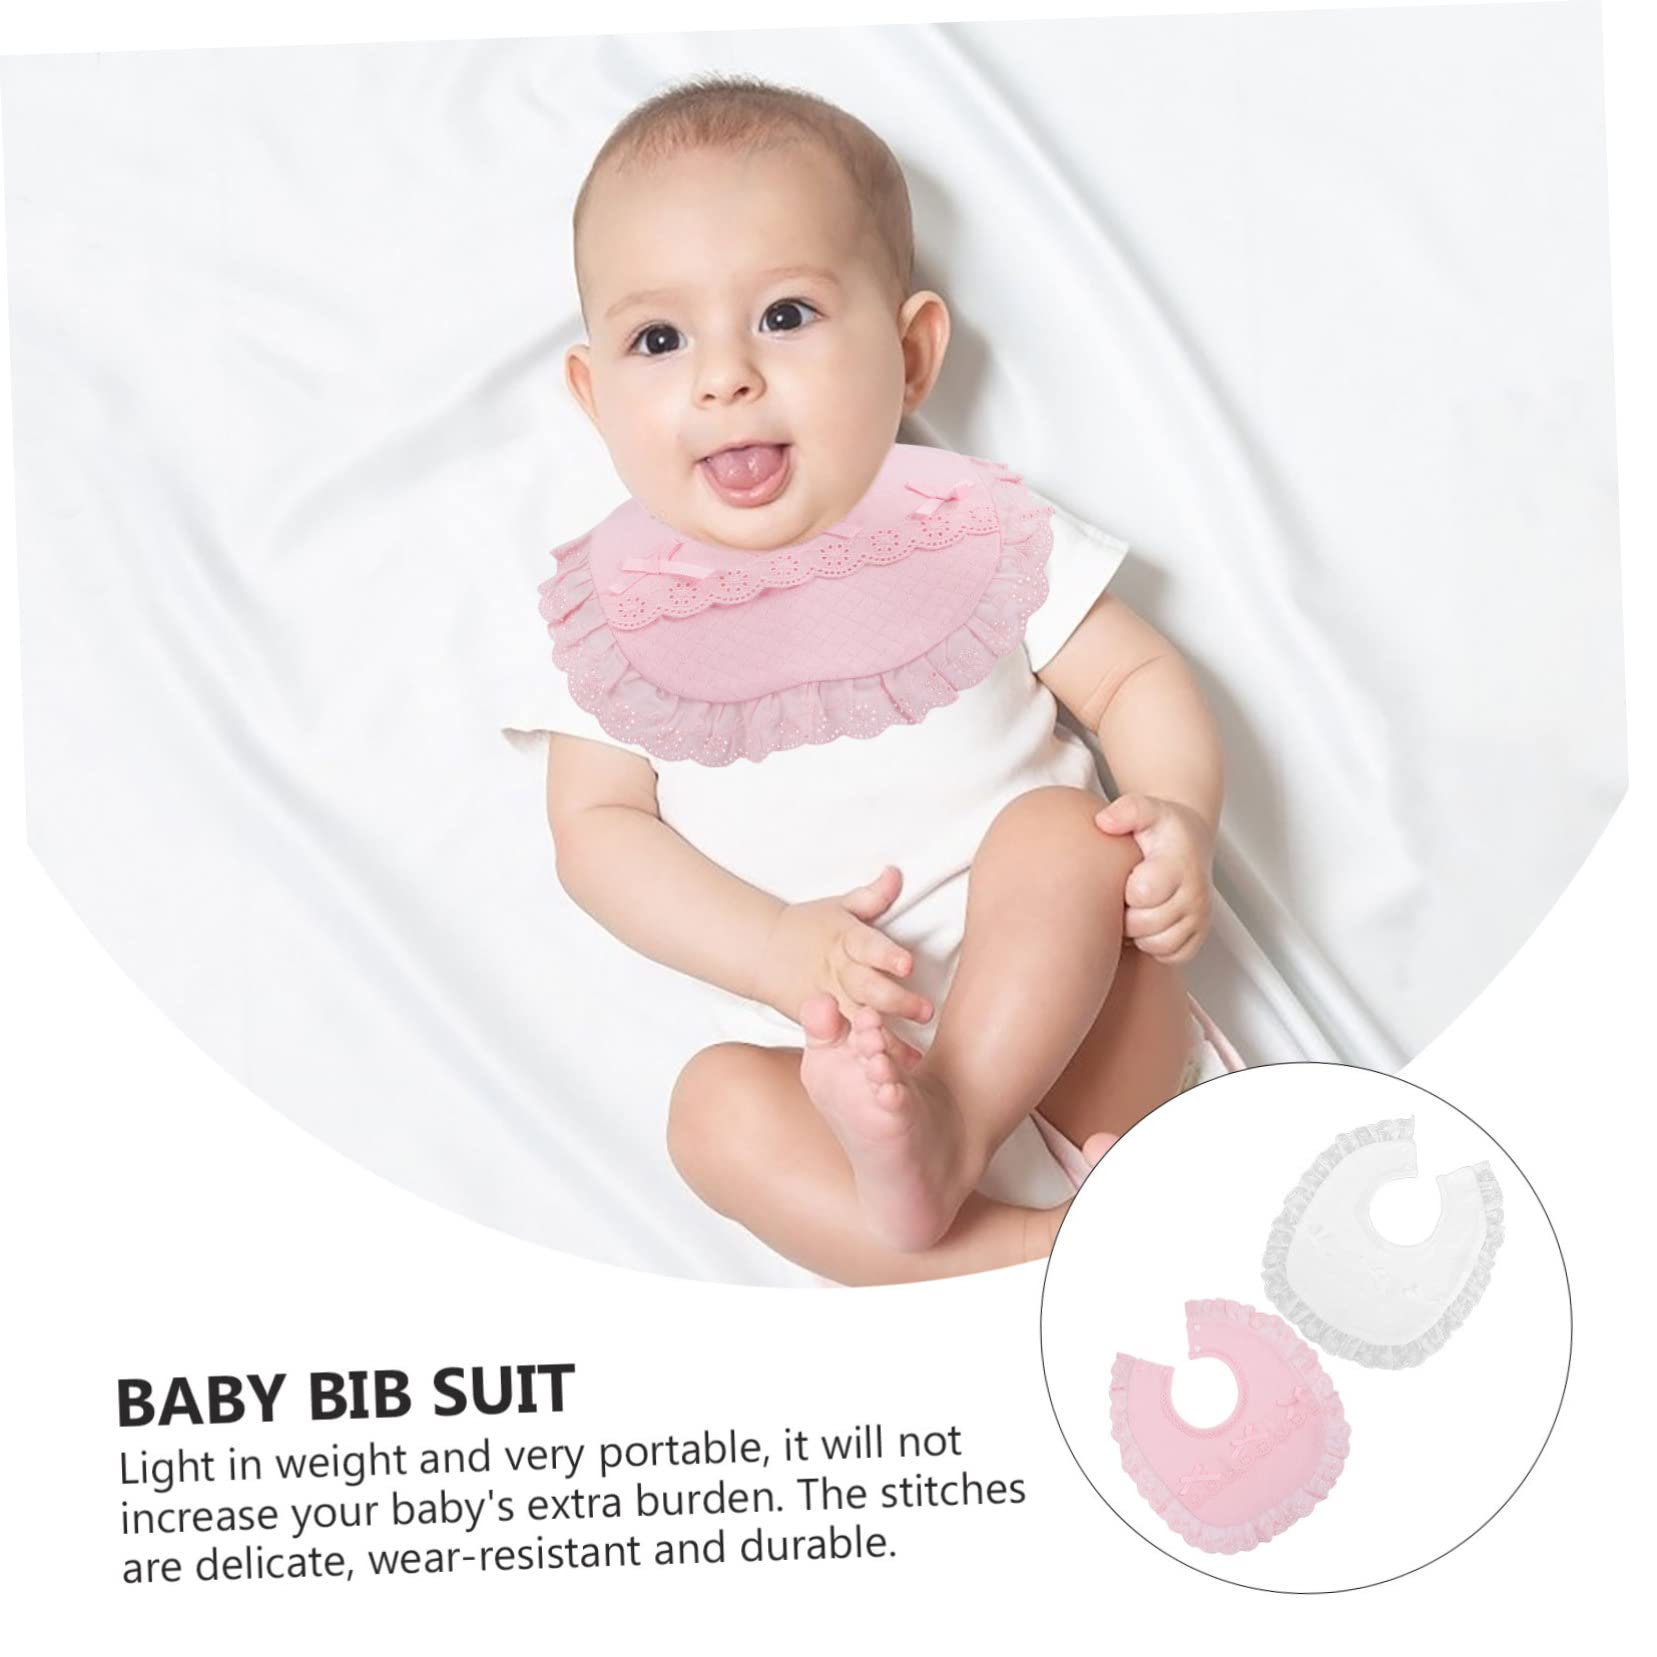 BABY BIB SUIT
Light in weight and very portable, it will not
increase your baby's extra burden. The stitches
are delicate, wear-resistant and durable.